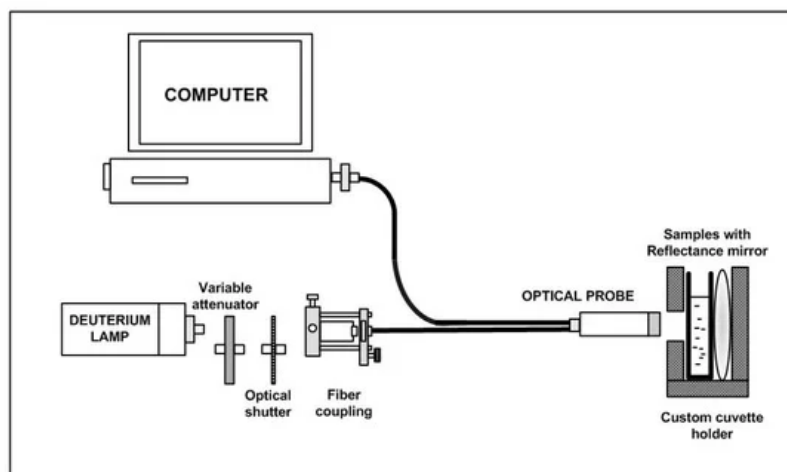 COMPUTER
Samples with
Reflectance mirror
Variable
attenuator
OPTICAL PROBE
DEUTERIUM
LAMP
Optical
shutter
Fiber
coupling
Custom cuvette
holder